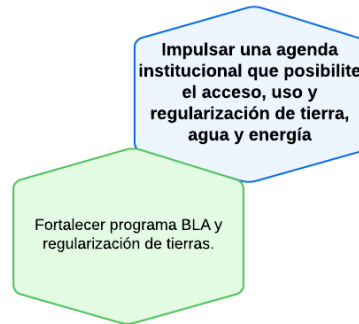 Impulsar una agenda
institucional que posibilite
el acceso, uso y
regularización de tierra,
agua y energía
Fortalecer programa BLA y
regularización de tierras.